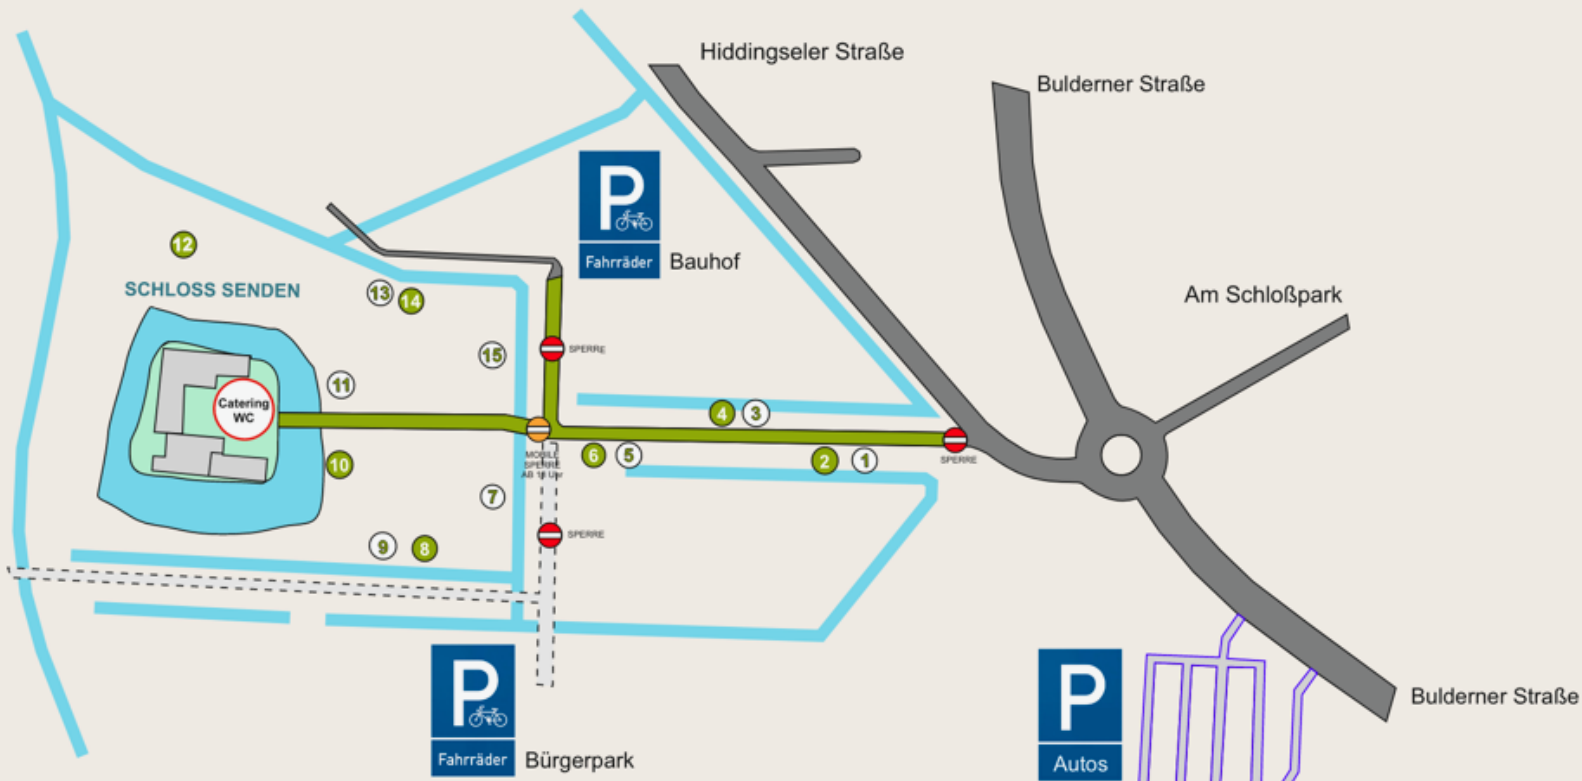 Hiddingseler Straße
Bulderner Straße
P
Fahrräder
Bauhof
12
SCHLOSS SENDEN
13
14
Am Schloßpark
15
SPERRE
11
Catering
WC
4
3
MOBILE
SPERRE
6
5
2
1
SPERRE
10
7
SPERRE
9
8
P
Fahrräder
Bürgerpark
P
Autos
Bulderner Straße